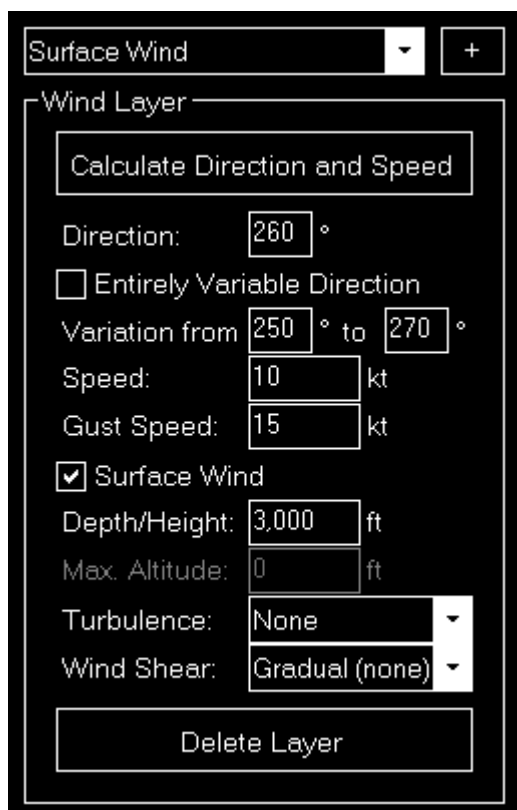 Surface Wind +
Wind Layer
Calculate Direction and Speed
Direction: 260 °
Entirely Variable Direction
Variation from 250 ° to 270 °
Speed: 10 kt
Gust Speed: 15 kt
Surface Wind
Depth/Height: 3,000 ft
Max. Altitude: 0 ft
Turbulence: None
Wind Shear: Gradual (none)
Delete Layer